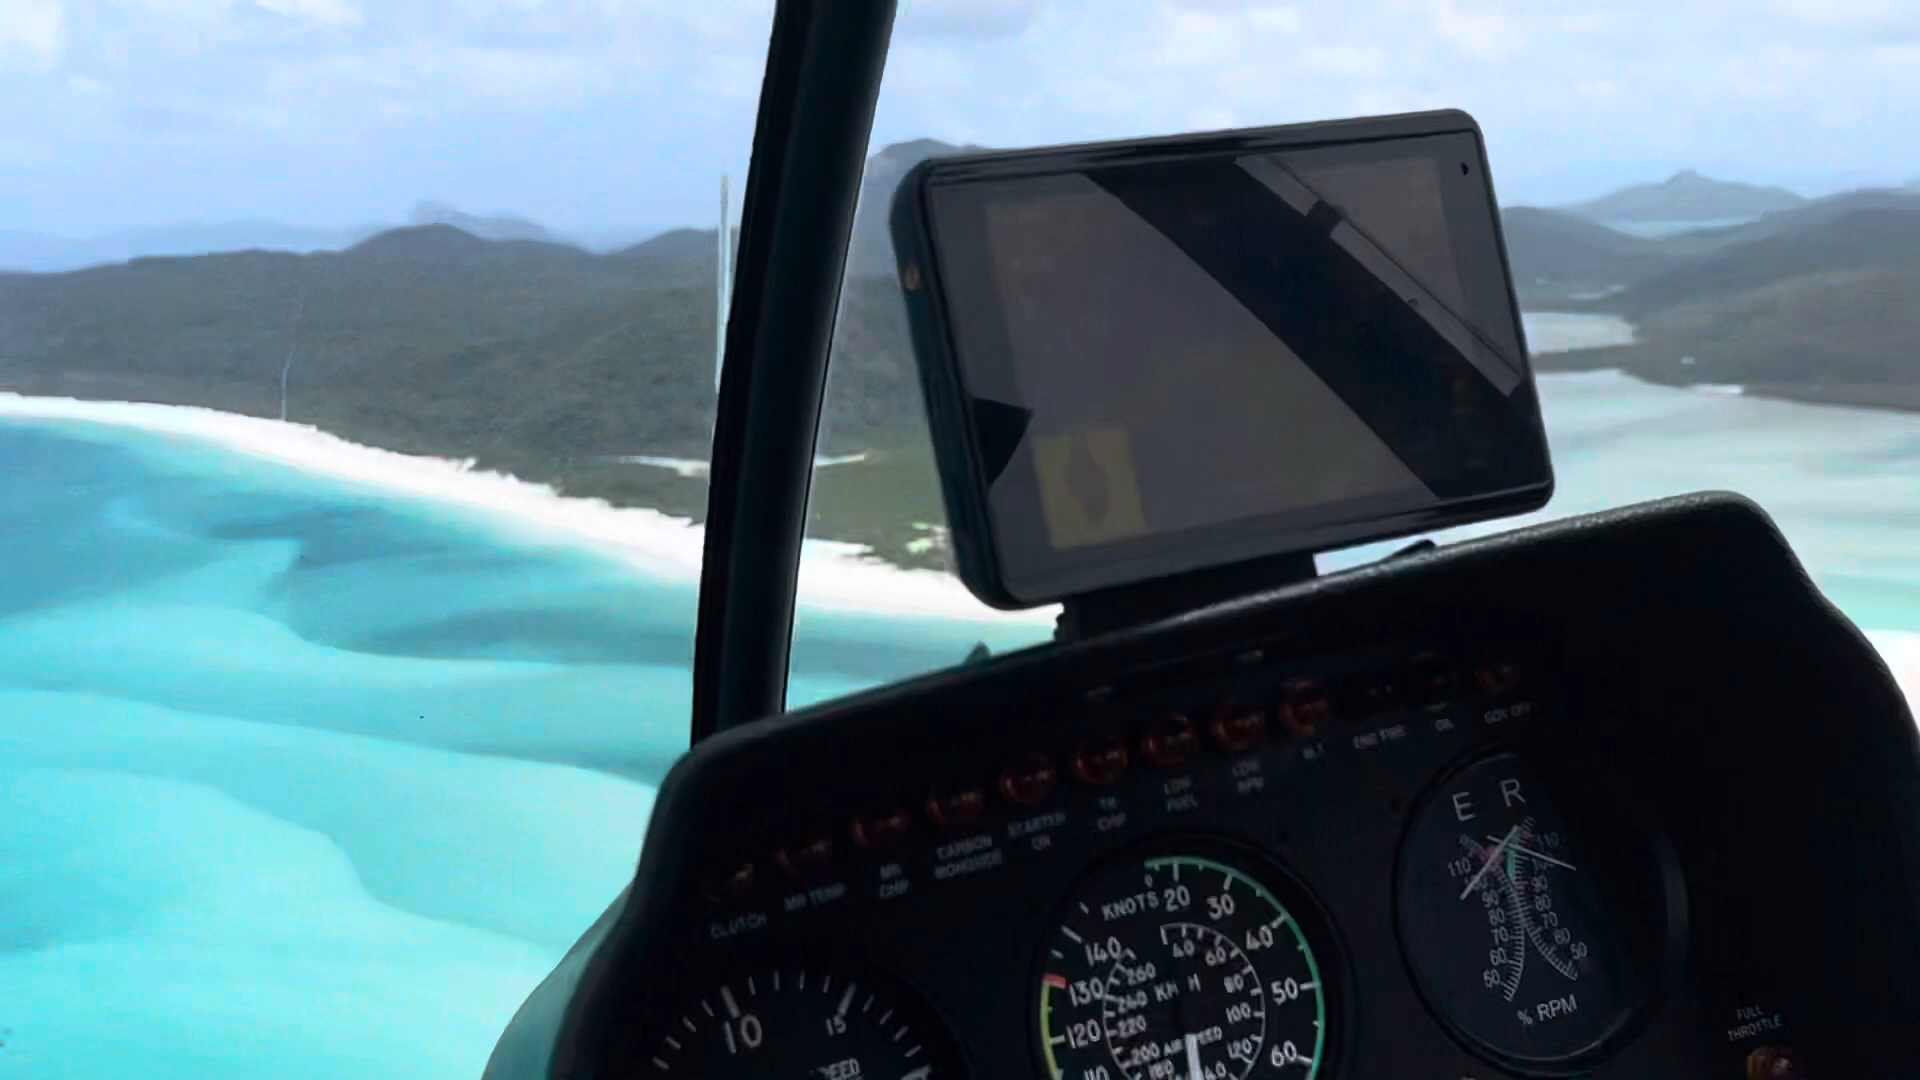 CLUTCH
MR TEMP
MR
CHIP
CARBON
MONOXIDE
STARTER
ON
TR
CHIP
LOW
FUEL
LOW
RPM
ALT
ENG FIRE
OIL
GOV OFF
10
15
0
KNOTS 20
30
40
50
60
140
130
120
110
40
60
80
100
120
260
240
220
200
180
KM H
AIRSPEED
E R
110
90
80
70
60
50
110
90
80
70
60
50
% RPM
FULL
THROTTLE